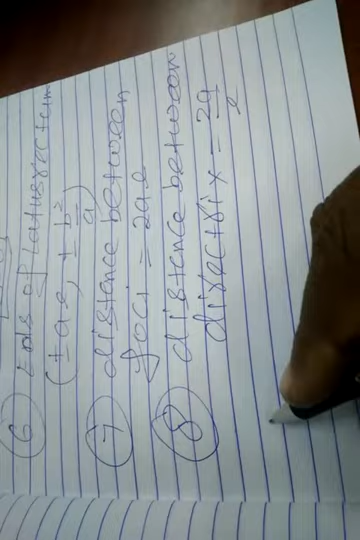 ⑥ Ends of Latusrectum
(± ae, ± b²/a)
⑦ distance between
foci = 2ae
⑧ distance between
directrix = 2a/e